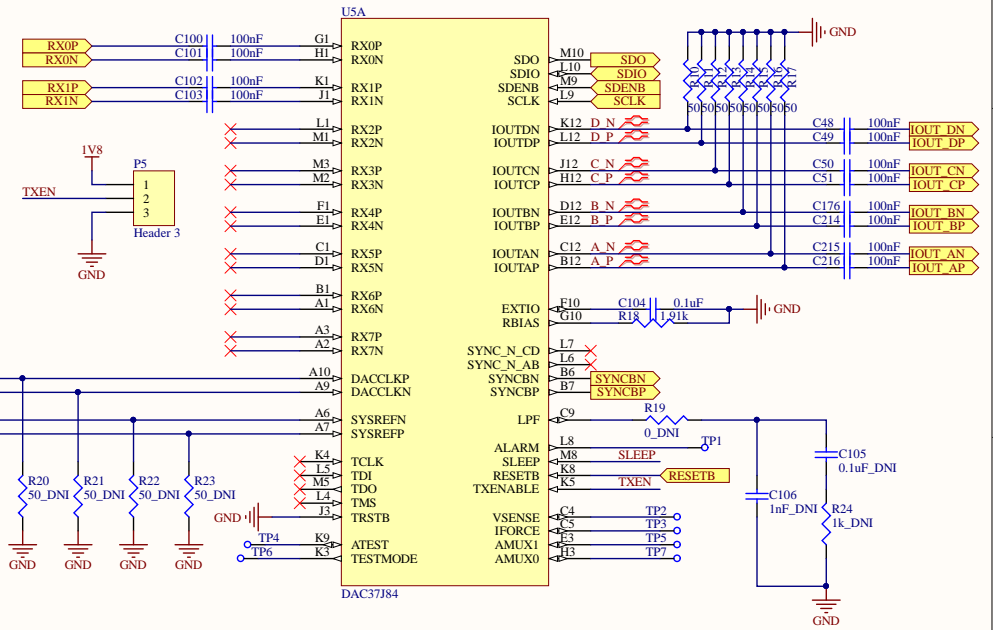 U5A
RX0P C100 100nF G1 RX0P
RX0N C101 100nF H1 RX0N
RX1P C102 100nF K1 RX1P
RX1N C103 100nF J1 RX1N
L1 RX2P
M1 RX2N
M3 RX3P
M2 RX3N
F1 RX4P
E1 RX4N
C1 RX5P
D1 RX5N
B1 RX6P
A1 RX6N
A3 RX7P
A2 RX7N
A10 DACCLKP
A9 DACCLKN
A6 SYSREFN
A7 SYSREFP
K4 TCLK
L5 TDI
M5 TDO
L4 TMS
GND J3 TRSTB
TP4 K9 ATEST
TP6 K3 TESTMODE
1V8
P5
TXEN
1
2
3
Header 3
GND
R20
50_DNI
R21
50_DNI
R22
50_DNI
R23
50_DNI
GND
GND
GND
GND
SDO M10 SDO
SDIO L10 SDIO
SDENB M9 SDENB
SCLK L9 SCLK
GND
R17
50 50 50 50 50 50 50 50
IOUTDN K12 D_N C48 100nF IOUT_DN
IOUTDP L12 D_P C49 100nF IOUT_DP
IOUTCN J12 C_N C50 100nF IOUT_CN
IOUTCP H12 C_P C51 100nF IOUT_CP
IOUTBN D12 B_N C176 100nF IOUT_BN
IOUTBP E12 B_P C214 100nF IOUT_BP
IOUTAN C12 A_N C215 100nF IOUT_AN
IOUTAP B12 A_P C216 100nF IOUT_AP
EXTIO F10 C104 0.1uF GND
RBIAS G10 R18 1.91k
SYNC_N_CD L7
SYNC_N_AB L6
SYNCBN B6 SYNCBN
SYNCBP B7 SYNCBP
LPF C9 R19
0_DNI
ALARM L8 TP1
SLEEP M8 SLEEP
RESETB K8 RESETB
TXENABLE K5 TXEN
VSENSE C4 TP2
IFORCE C5 TP3
AMUX1 E3 TP5
AMUX0 H3 TP7
C105
0.1uF_DNI
C106
1nF_DNI
R24
1k_DNI
GND
DAC37J84